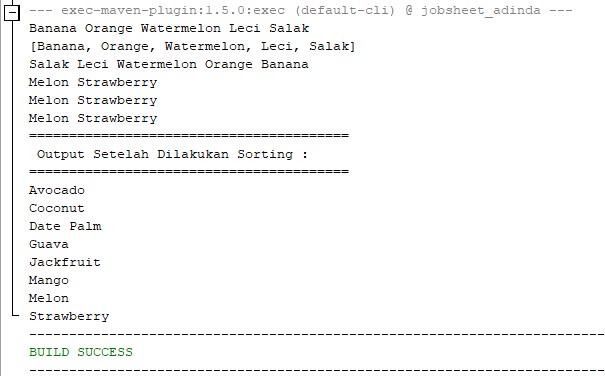 --- exec-maven-plugin:1.5.0:exec (default-cli) @ jobsheet_adinda ---
Banana Orange Watermelon Leci Salak
[Banana, Orange, Watermelon, Leci, Salak]
Salak Leci Watermelon Orange Banana
Melon Strawberry
Melon Strawberry
Melon Strawberry
========================================
Output Setelah Dilakukan Sorting :
========================================
Avocado
Coconut
Date Palm
Guava
Jackfruit
Mango
Melon
Strawberry
------------------------------------------------------------------------
BUILD SUCCESS
------------------------------------------------------------------------